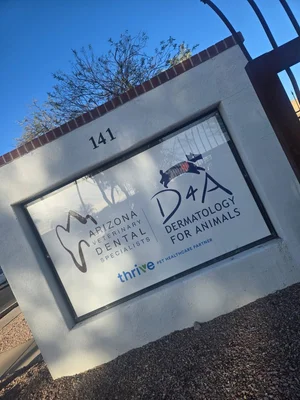 141
ARIZONA
VETERINARY
DENTAL
SPECIALISTS
D4A
DERMATOLOGY
FOR ANIMALS
thrive PET HEALTHCARE PARTNER